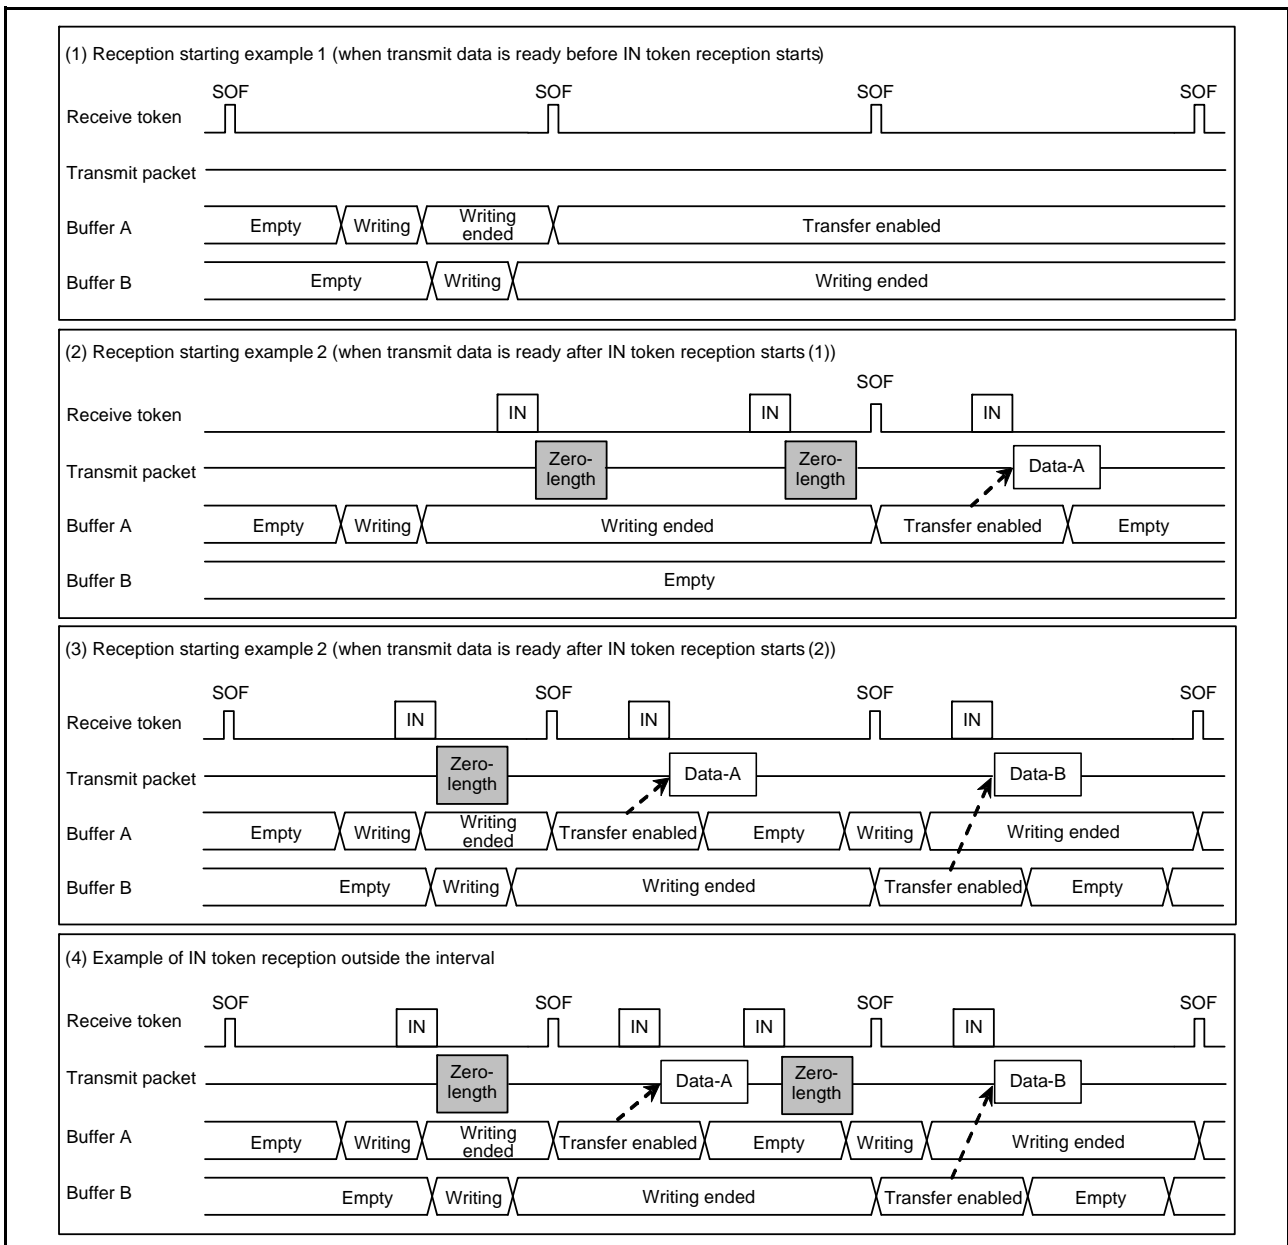 (1) Reception starting example 1 (when transmit data is ready before IN token reception starts)
SOF SOF SOF SOF
Receive token
Transmit packet
Buffer A Empty Writing Writing ended Transfer enabled
Buffer B Empty Writing Writing ended
(2) Reception starting example 2 (when transmit data is ready after IN token reception starts (1))
SOF
Receive token IN IN IN
Transmit packet Zero-length Zero-length Data-A
Buffer A Empty Writing Writing ended Transfer enabled Empty
Buffer B Empty
(3) Reception starting example 2 (when transmit data is ready after IN token reception starts (2))
SOF SOF SOF SOF
Receive token IN IN IN
Transmit packet Zero-length Data-A Data-B
Buffer A Empty Writing Writing ended Transfer enabled Empty Writing Writing ended
Buffer B Empty Writing Writing ended Transfer enabled Empty
(4) Example of IN token reception outside the interval
SOF SOF SOF SOF
Receive token IN IN IN IN
Transmit packet Zero-length Data-A Zero-length Data-B
Buffer A Empty Writing Writing ended Transfer enabled Empty Writing Writing ended
Buffer B Empty Writing Writing ended Transfer enabled Empty